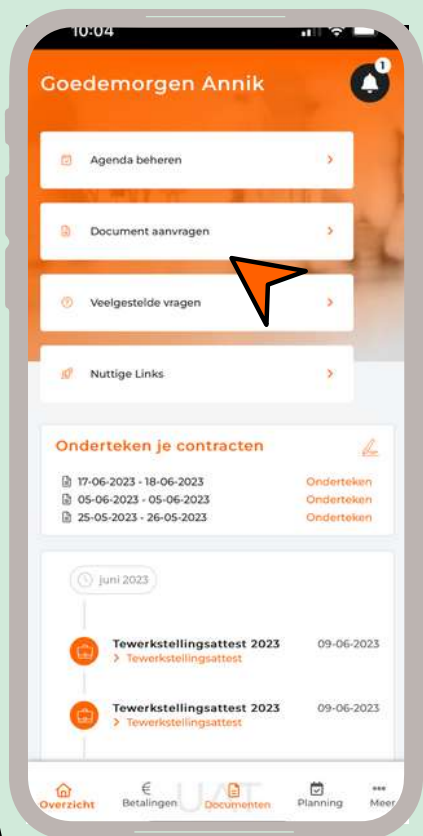 10:04
Goedemorgen Annik
1
Agenda beheren
Document aanvragen
Veelgestelde vragen
Nuttige Links
Onderteken je contracten
17-06-2023 - 18-06-2023 Onderteken
05-06-2023 - 05-06-2023 Onderteken
25-05-2023 - 26-05-2023 Onderteken
juni 2023
Tewerkstellingsattest 2023 09-06-2023
> Tewerkstellingsattest
Tewerkstellingsattest 2023 09-06-2023
> Tewerkstellingsattest
UAT
Overzicht Betalingen Documenten Planning Meer